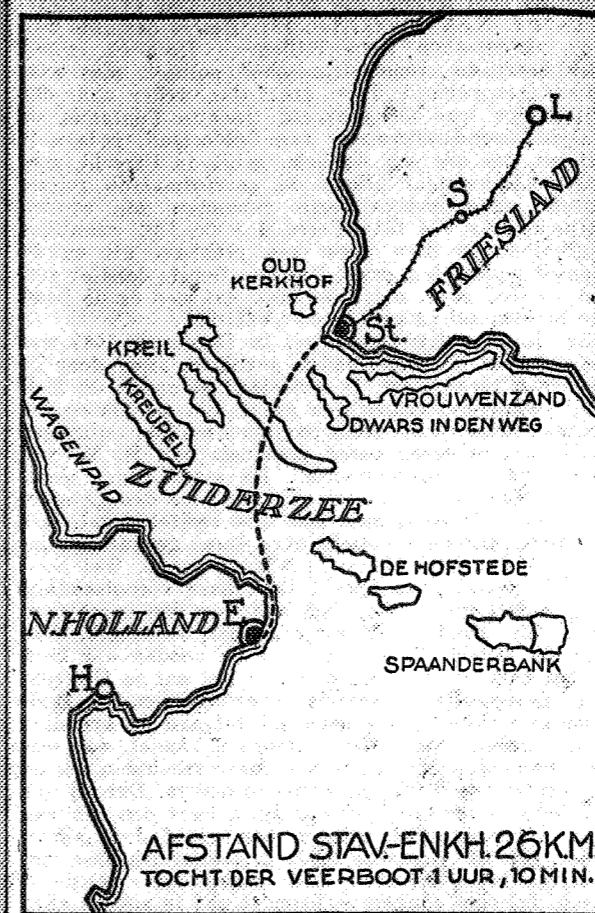 L
S
FRIESLAND
OUD
KERKHOF
St.
KREIL
KREUPEL
VROUWENZAND
DWARS IN DEN WEG
WAGENPAD
ZUIDERZEE
DE HOFSTEDE
N.HOLLAND
E
SPAANDERBANK
H
AFSTAND STAV.-ENKH. 26 K.M.
TOCHT DER VEERBOOT 1 UUR, 10 MIN.